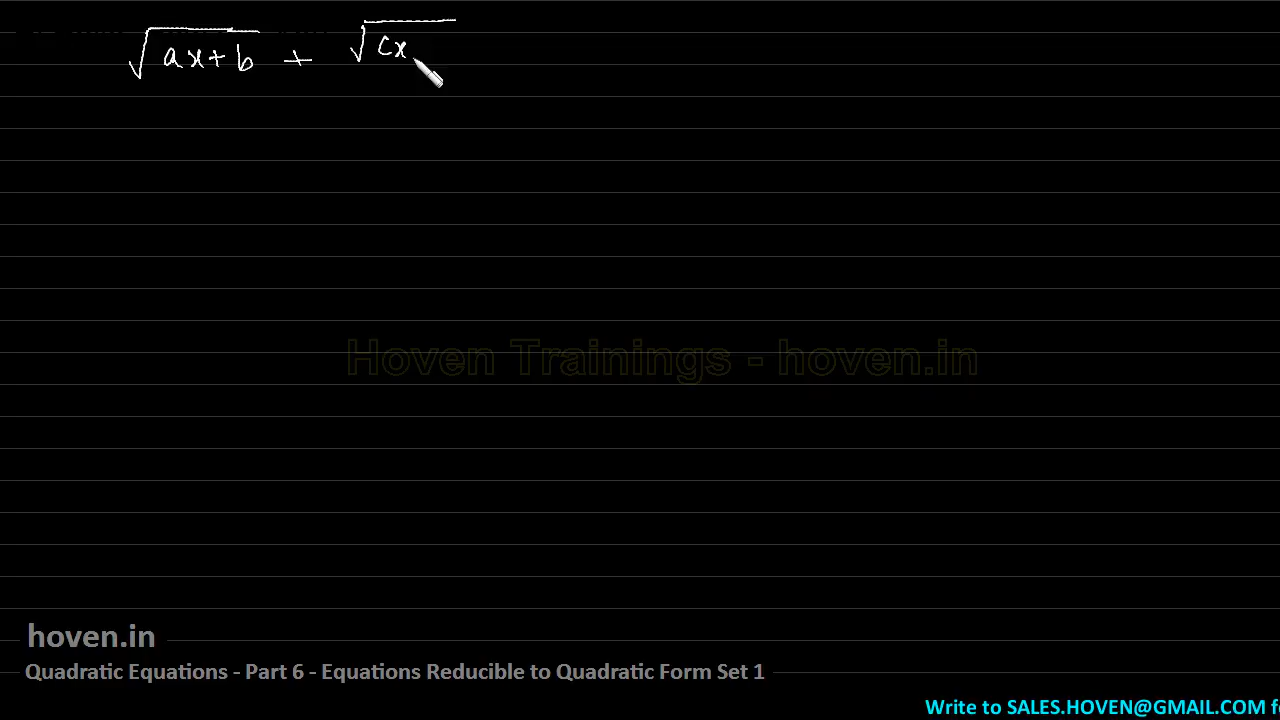 √ax+b + √cx
Hoven Trainings - hoven.in
hoven.in
Quadratic Equations - Part 6 - Equations Reducible to Quadratic Form Set 1
Write to SALES.HOVEN@GMAIL.COM f